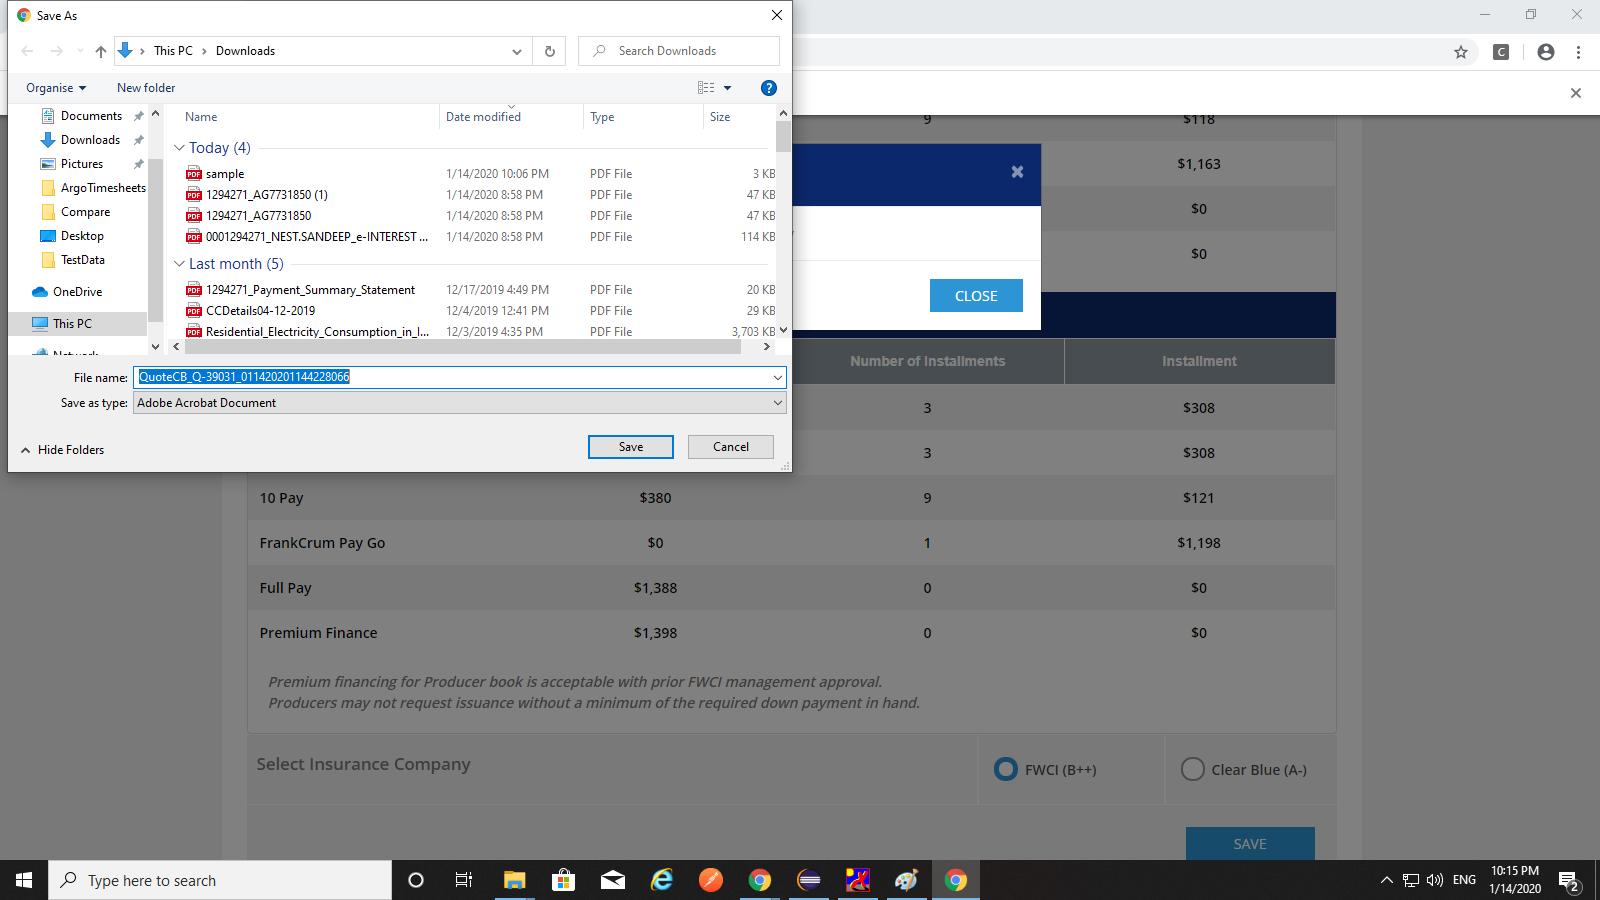 Save As
This PC > Downloads
Search Downloads
Organise New folder
Documents
Downloads
Pictures
ArgoTimesheets
Compare
Desktop
TestData
OneDrive
This PC
Network
Name Date modified Type Size
Today (4)
sample 1/14/2020 10:06 PM PDF File 3 KB
1294271_AG7731850 (1) 1/14/2020 8:58 PM PDF File 47 KB
1294271_AG7731850 1/14/2020 8:58 PM PDF File 47 KB
0001294271_NEST.SANDEEP_e-INTEREST ... 1/14/2020 8:58 PM PDF File 114 KB
Last month (5)
1294271_Payment_Summary_Statement 12/17/2019 4:49 PM PDF File 20 KB
CCDetails04-12-2019 12/4/2019 12:41 PM PDF File 29 KB
Residential_Electricity_Consumption_in_I... 12/3/2019 4:35 PM PDF File 3,703 KB
File name: QuoteCB_Q-39031_011420201144228066
Save as type: Adobe Acrobat Document
Hide Folders Save Cancel
9 $118
$1,163
$0
$0
CLOSE
Number of Installments Installment
3 $308
3 $308
10 Pay $380 9 $121
FrankCrum Pay Go $0 1 $1,198
Full Pay $1,388 0 $0
Premium Finance $1,398 0 $0
Premium financing for Producer book is acceptable with prior FWCI management approval.
Producers may not request issuance without a minimum of the required down payment in hand.
Select Insurance Company FWCI (B++) Clear Blue (A-)
SAVE
Type here to search
ENG
10:15 PM
1/14/2020
2